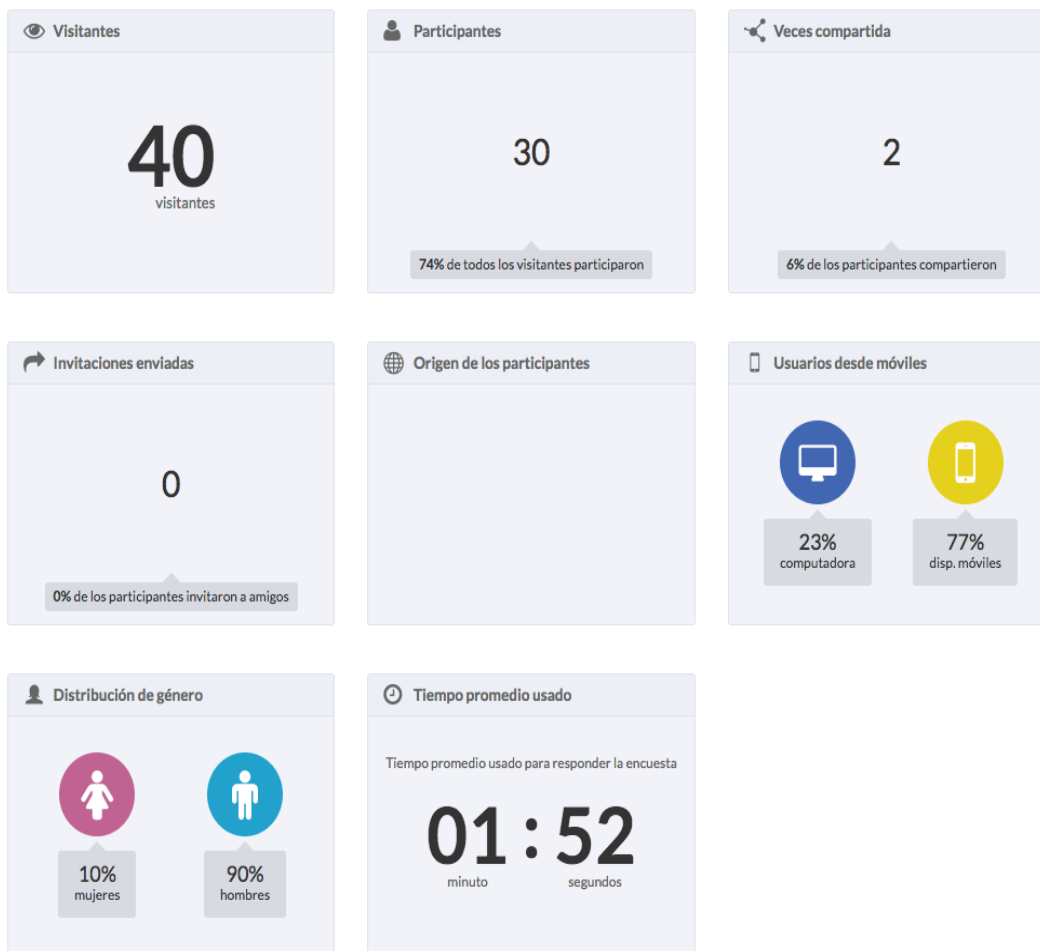 Visitantes
40
visitantes
Participantes
30
74% de todos los visitantes participaron
Veces compartida
2
6% de los participantes compartieron
Invitaciones enviadas
0
0% de los participantes invitaron a amigos
Origen de los participantes
Usuarios desde móviles
23%
computadora
77%
disp. móviles
Distribución de género
10%
mujeres
90%
hombres
Tiempo promedio usado
Tiempo promedio usado para responder la encuesta
01 : 52
minuto segundos